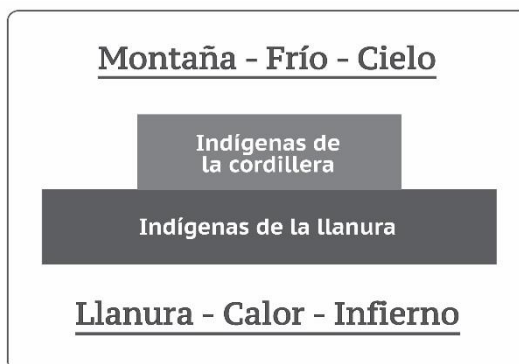 Montaña - Frío - Cielo
Indígenas de
la cordillera
Indígenas de la llanura
Llanura - Calor - Infierno